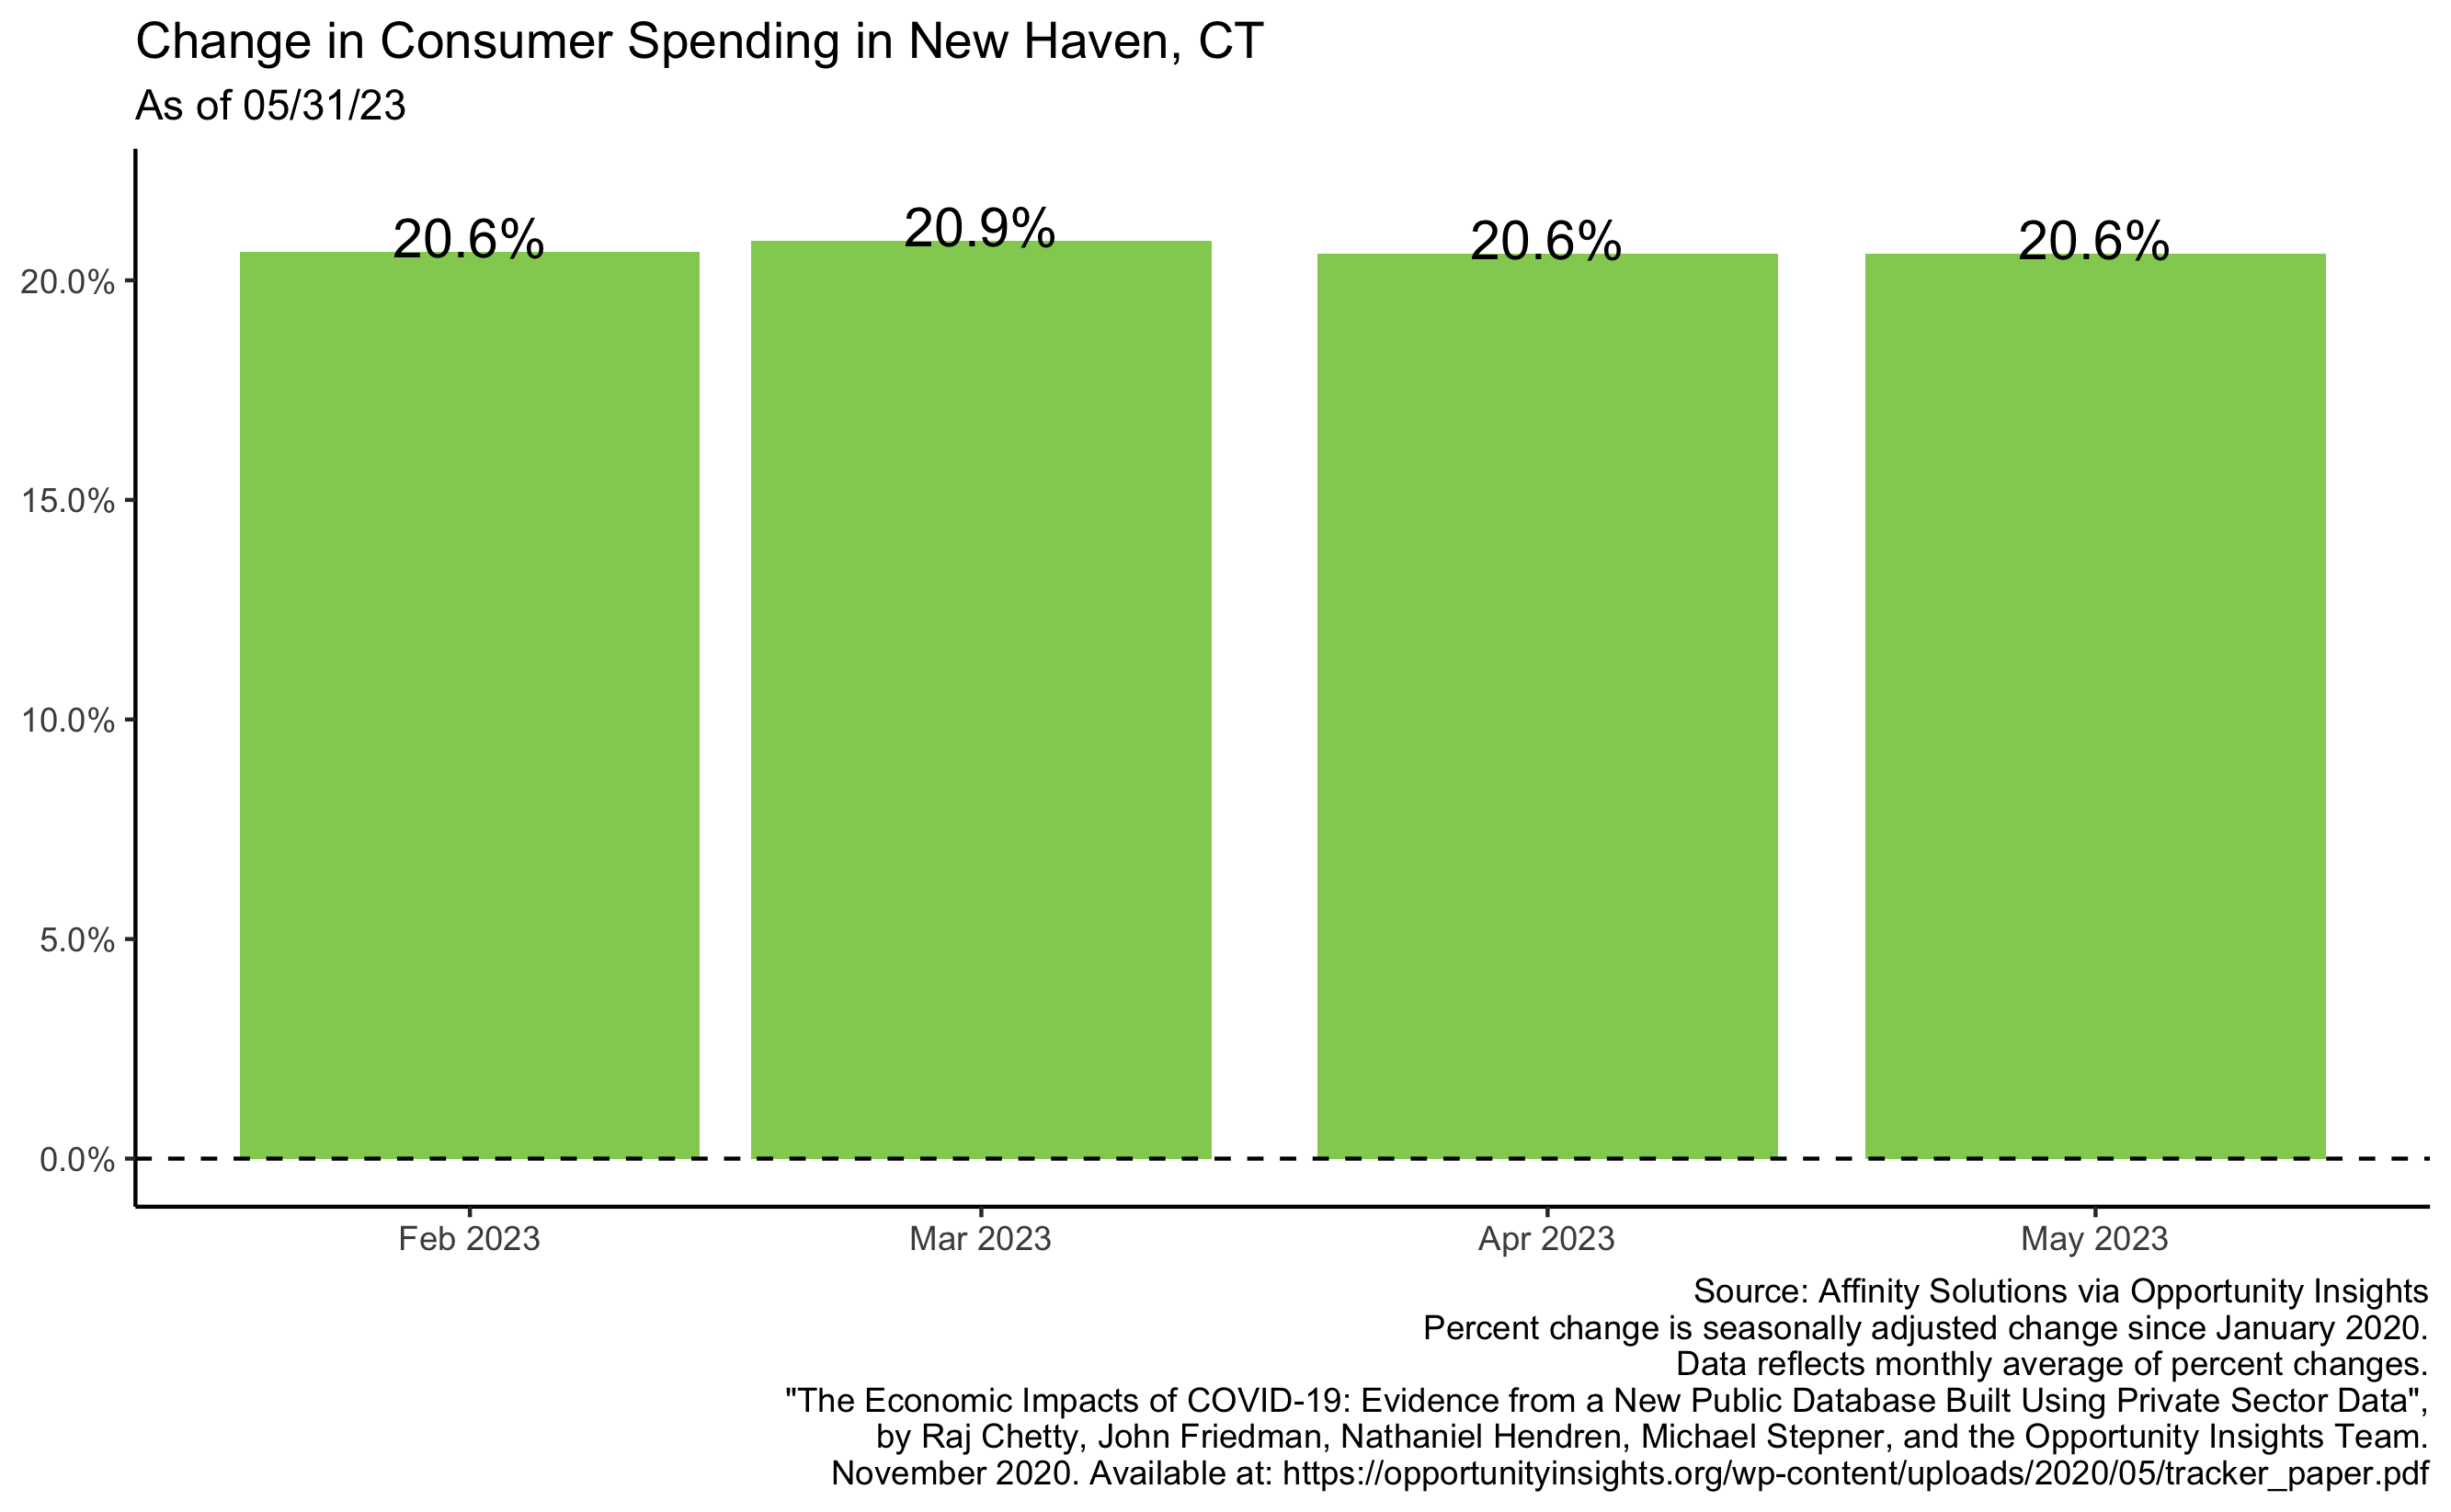 Change in Consumer Spending in New Haven, CT
As of 05/31/23
20.6%
20.9%
20.6%
20.6%
20.0%
15.0%
10.0%
5.0%
0.0%
Feb 2023
Mar 2023
Apr 2023
May 2023
Source: Affinity Solutions via Opportunity Insights
Percent change is seasonally adjusted change since January 2020.
Data reflects monthly average of percent changes.
"The Economic Impacts of COVID-19: Evidence from a New Public Database Built Using Private Sector Data",
by Raj Chetty, John Friedman, Nathaniel Hendren, Michael Stepner, and the Opportunity Insights Team.
November 2020. Available at: https://opportunityinsights.org/wp-content/uploads/2020/05/tracker_paper.pdf